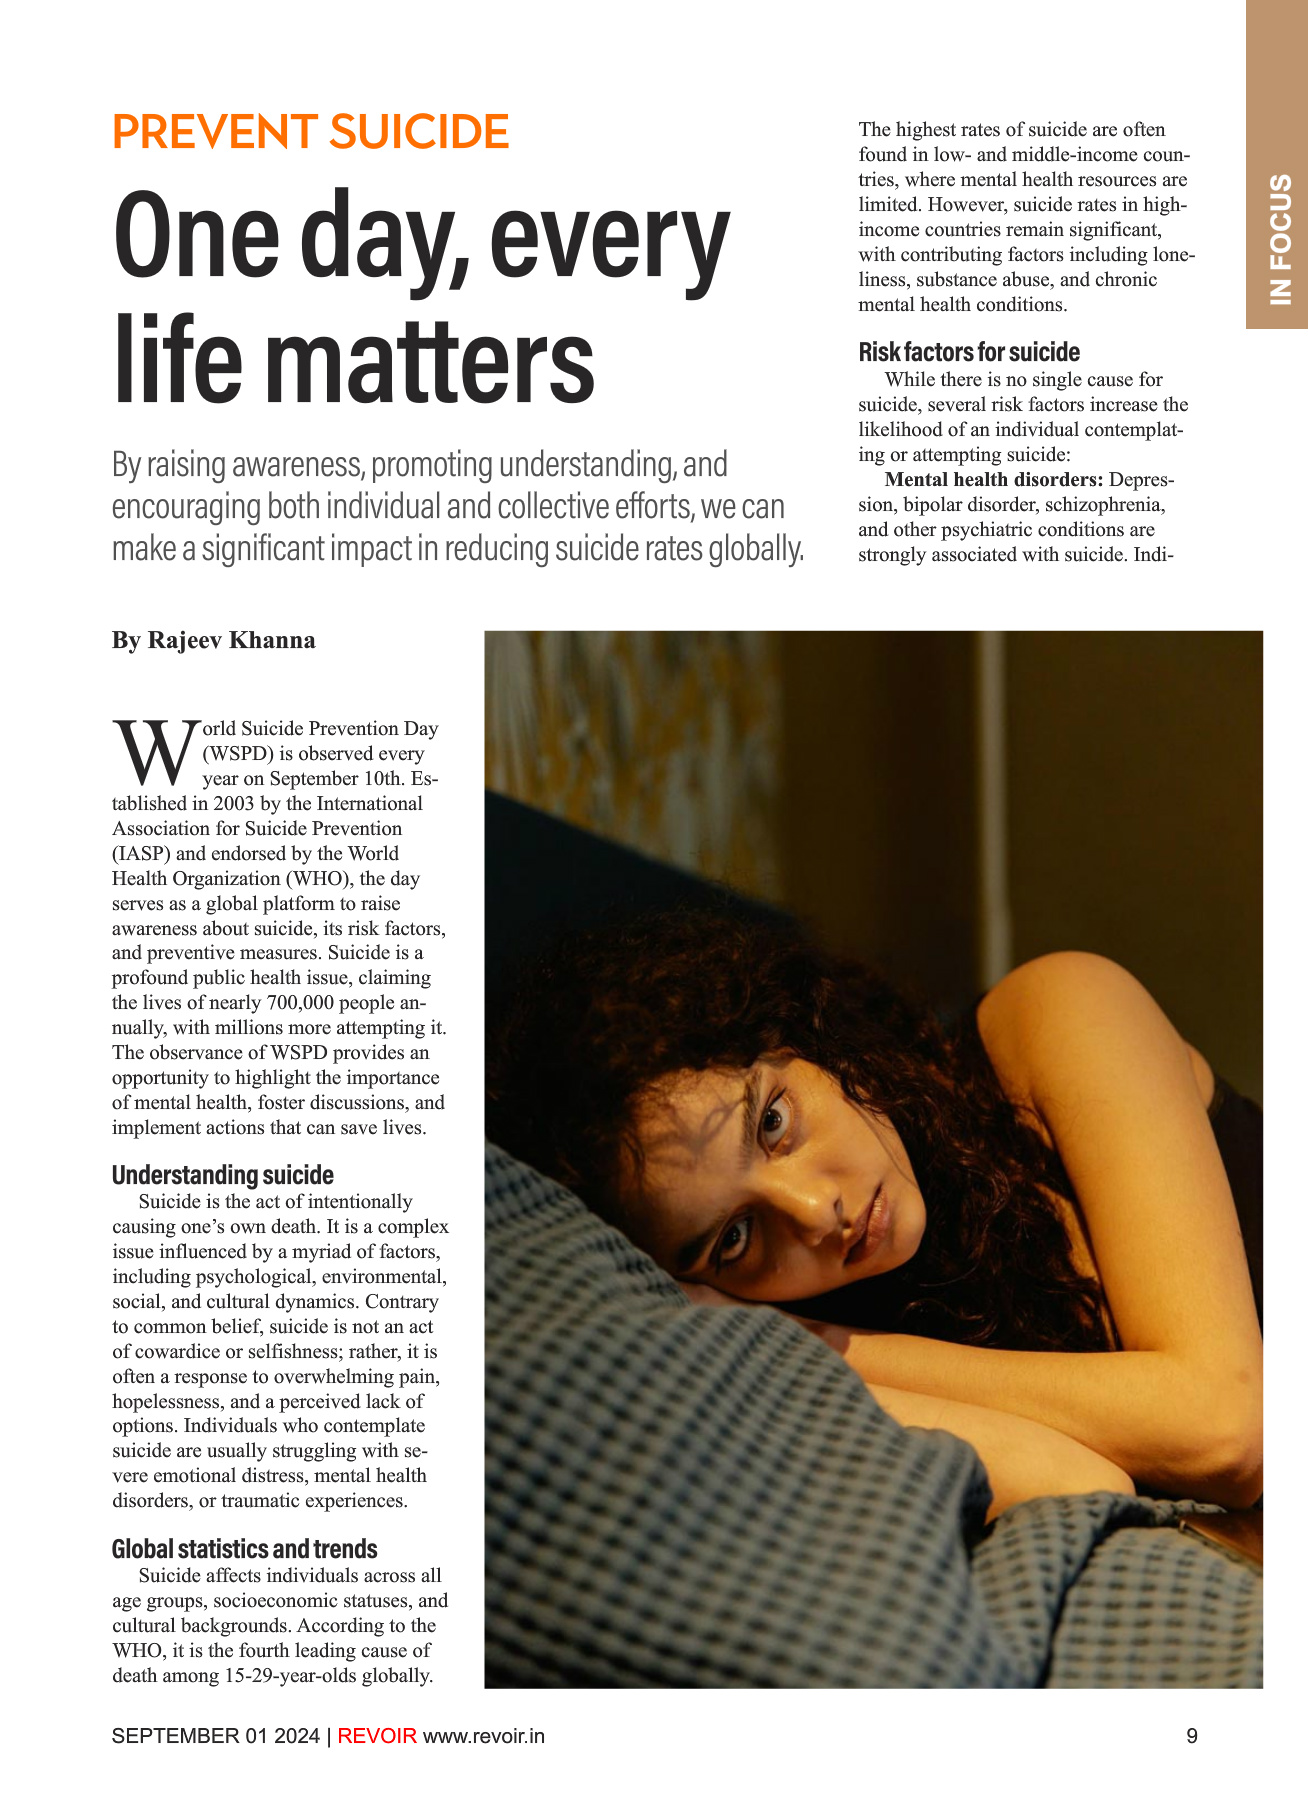 IN FOCUS
PREVENT SUICIDE
One day, every
life matters
By raising awareness, promoting understanding, and
encouraging both individual and collective efforts, we can
make a significant impact in reducing suicide rates globally.
By Rajeev Khanna
World Suicide Prevention Day
(WSPD) is observed every
year on September 10th. Es-
tablished in 2003 by the International
Association for Suicide Prevention
(IASP) and endorsed by the World
Health Organization (WHO), the day
serves as a global platform to raise
awareness about suicide, its risk factors,
and preventive measures. Suicide is a
profound public health issue, claiming
the lives of nearly 700,000 people an-
nually, with millions more attempting it.
The observance of WSPD provides an
opportunity to highlight the importance
of mental health, foster discussions, and
implement actions that can save lives.
Understanding suicide
Suicide is the act of intentionally
causing one’s own death. It is a complex
issue influenced by a myriad of factors,
including psychological, environmental,
social, and cultural dynamics. Contrary
to common belief, suicide is not an act
of cowardice or selfishness; rather, it is
often a response to overwhelming pain,
hopelessness, and a perceived lack of
options. Individuals who contemplate
suicide are usually struggling with se-
vere emotional distress, mental health
disorders, or traumatic experiences.
Global statistics and trends
Suicide affects individuals across all
age groups, socioeconomic statuses, and
cultural backgrounds. According to the
WHO, it is the fourth leading cause of
death among 15-29-year-olds globally.
The highest rates of suicide are often
found in low- and middle-income coun-
tries, where mental health resources are
limited. However, suicide rates in high-
income countries remain significant,
with contributing factors including lone-
liness, substance abuse, and chronic
mental health conditions.
Risk factors for suicide
While there is no single cause for
suicide, several risk factors increase the
likelihood of an individual contemplat-
ing or attempting suicide:
Mental health disorders: Depres-
sion, bipolar disorder, schizophrenia,
and other psychiatric conditions are
strongly associated with suicide. Indi-
SEPTEMBER 01 2024 | REVOIR www.revoir.in
9